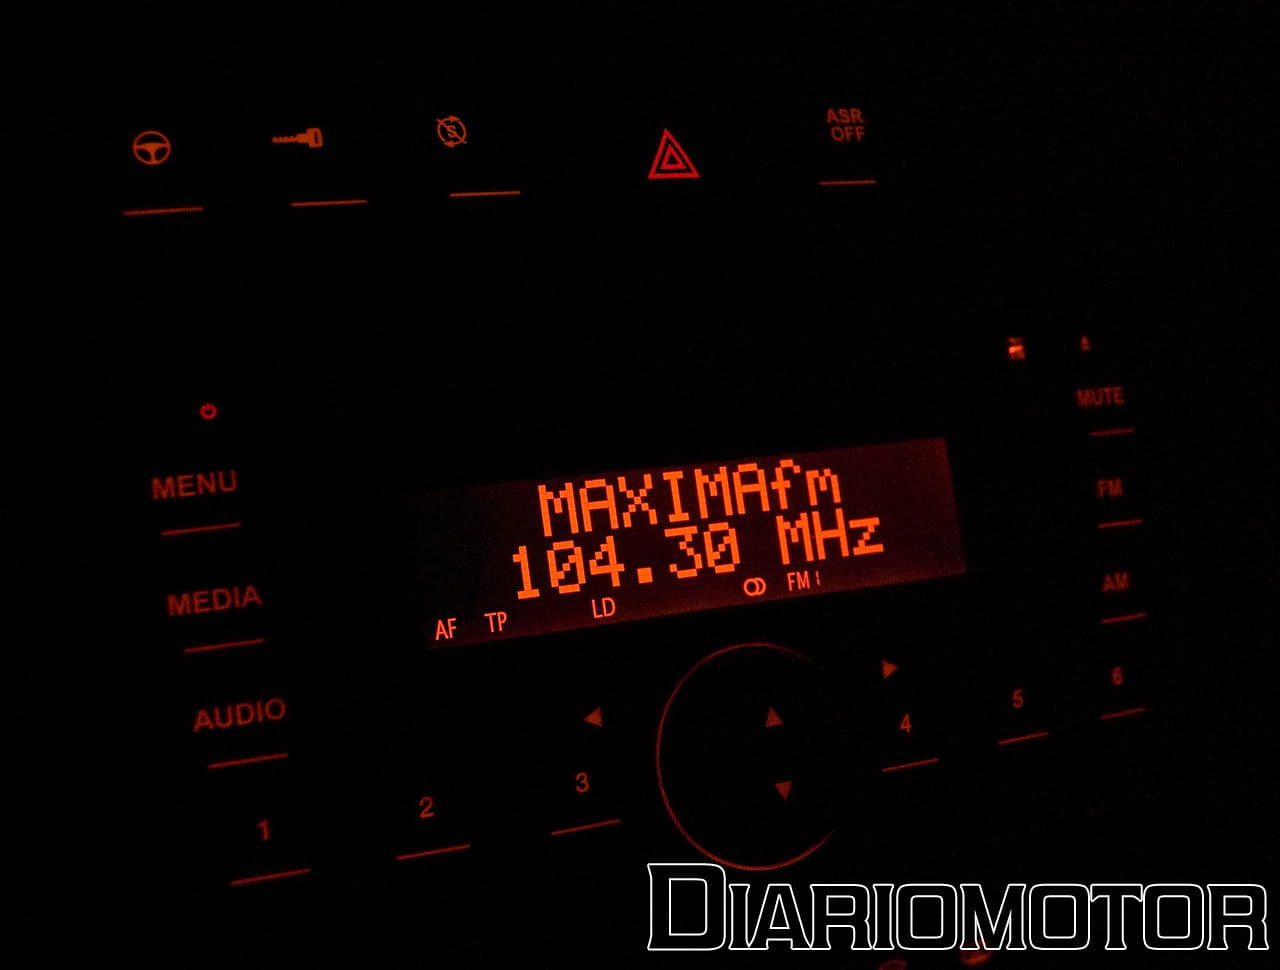 ASR
OFF
MUTE
MENU
MAXIMAfm
FM
104.30 MHz
AF TP LD FM I
MEDIA
AM
AUDIO
1
2
3
4
5
6
DIARIOMOTOR